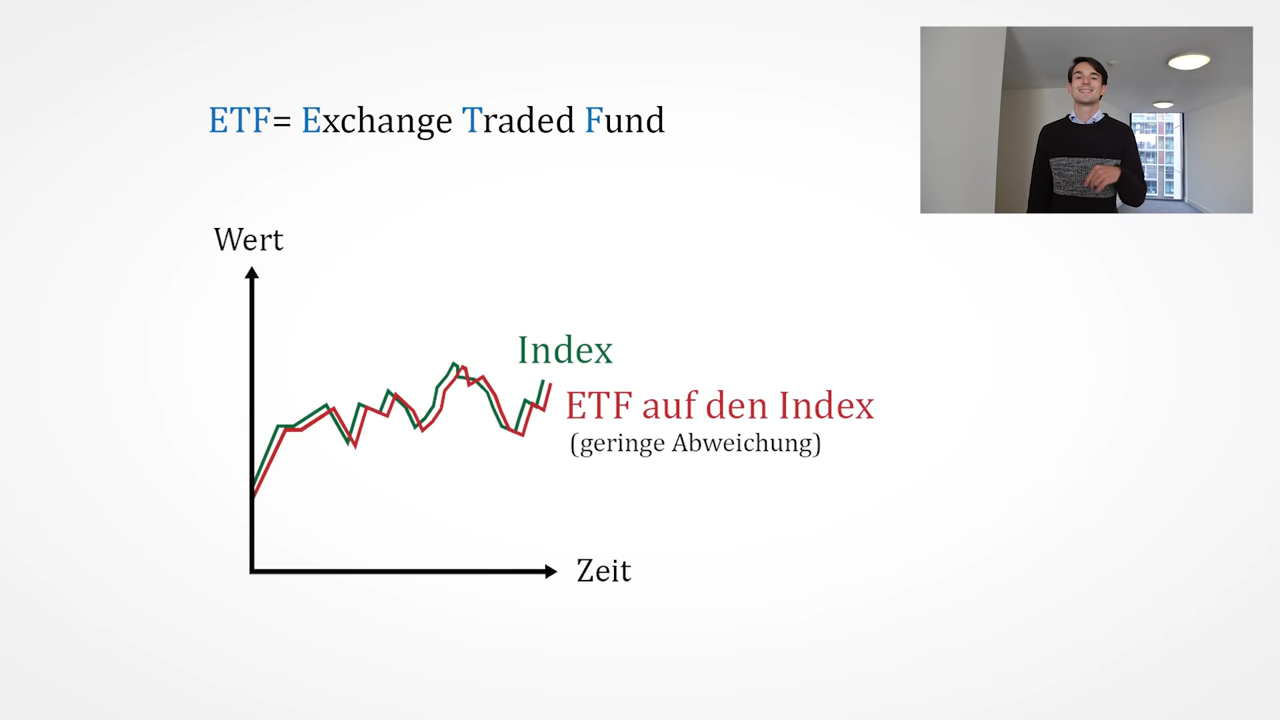 ETF= Exchange Traded Fund
Wert
Index
ETF auf den Index
(geringe Abweichung)
Zeit